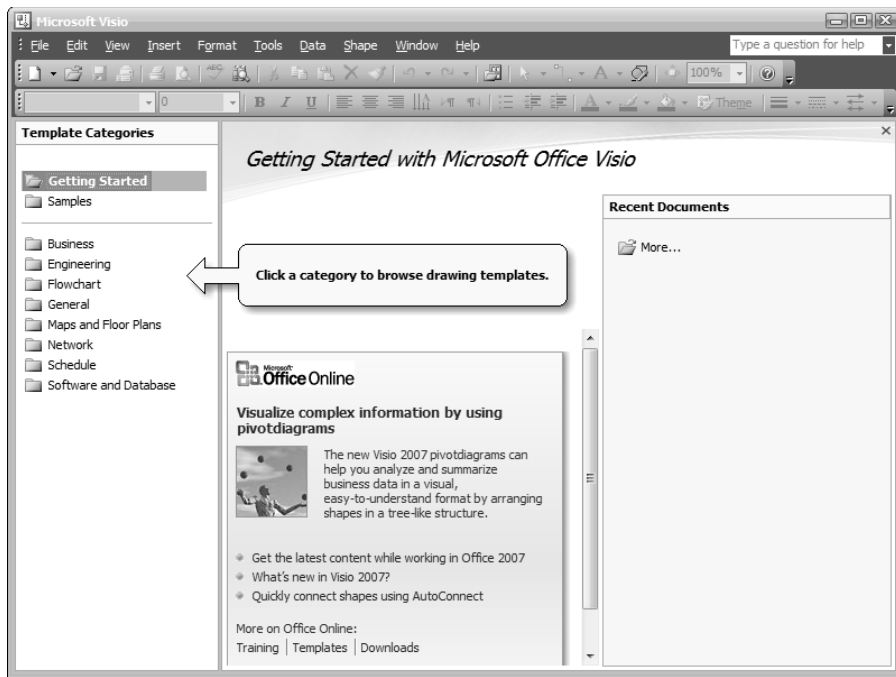 Microsoft Visio
File Edit View Insert Format Tools Data Shape Window Help Type a question for help
ABC 100%
0 B I U A Theme
Template Categories
Getting Started
Samples
Business
Engineering
Flowchart
General
Maps and Floor Plans
Network
Schedule
Software and Database
Getting Started with Microsoft Office Visio
Click a category to browse drawing templates.
Recent Documents
More...
Microsoft
Office Online
Visualize complex information by using
pivotdiagrams
The new Visio 2007 pivotdiagrams can
help you analyze and summarize
business data in a visual,
easy-to-understand format by arranging
shapes in a tree-like structure.
Get the latest content while working in Office 2007
What's new in Visio 2007?
Quickly connect shapes using AutoConnect
More on Office Online:
Training | Templates | Downloads